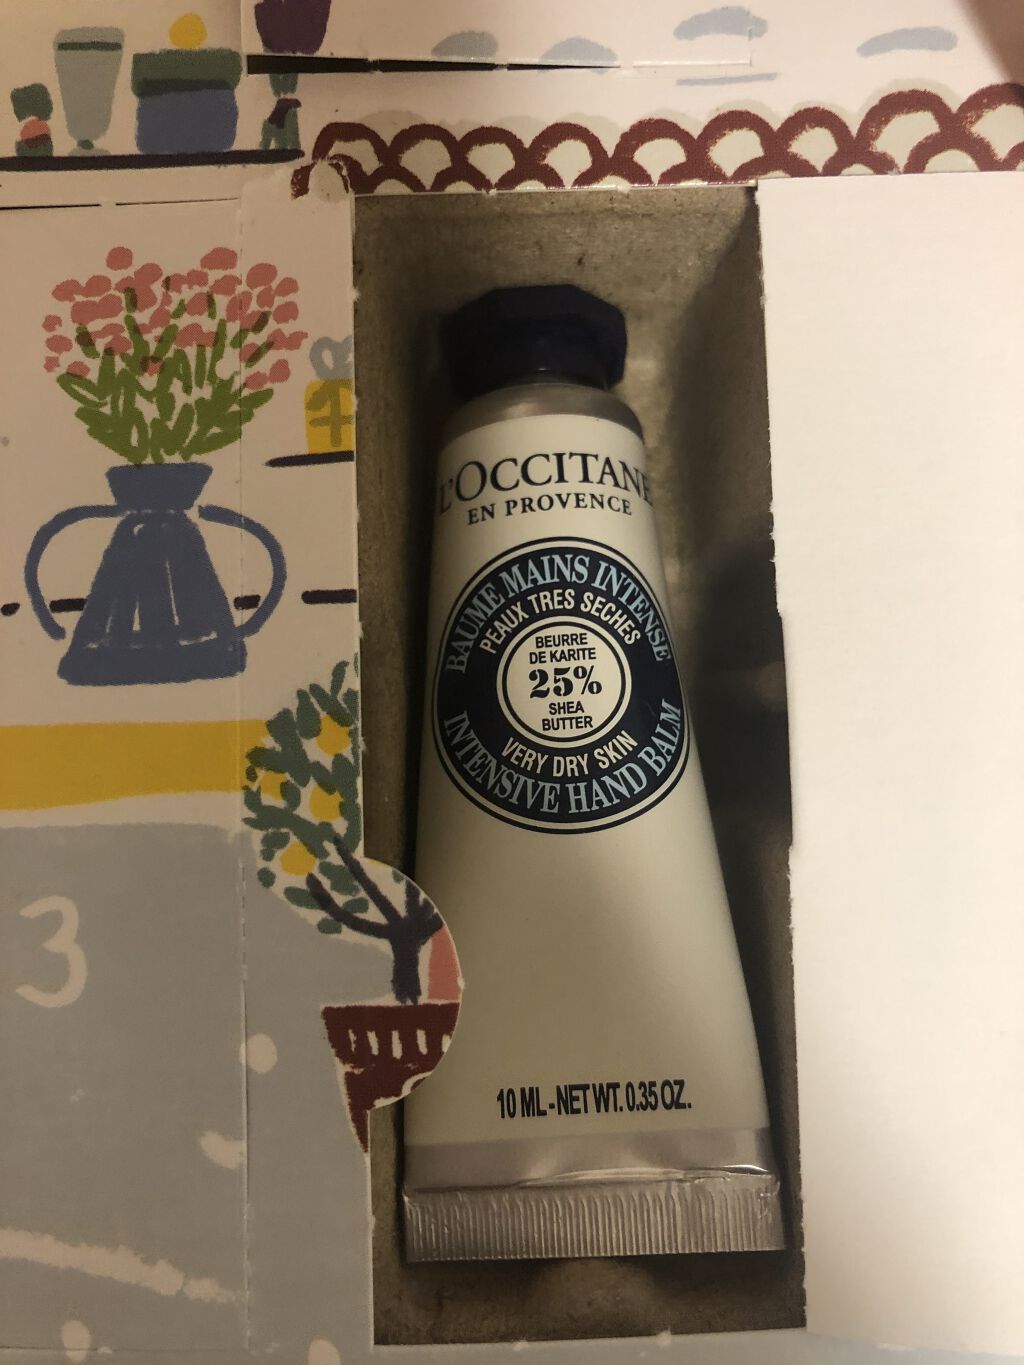 L'OCCITANE
EN PROVENCE
BAUME MAINS INTENSE
PEAUX TRES SECHES
BEURRE
DE KARITE
25%
SHEA
BUTTER
VERY DRY SKIN
INTENSIVE HAND BALM
3
10 ML-NET WT. 0.35 OZ.